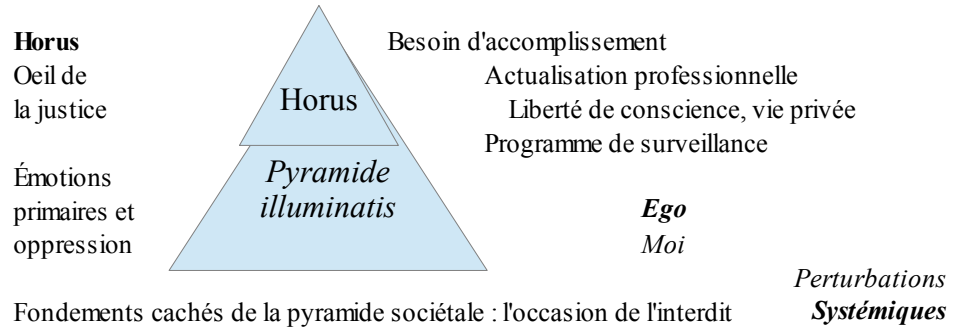 Horus
Oeil de
la justice
Émotions
primaires et
oppression
Horus
Pyramide
illuminatis
Besoin d'accomplissement
Actualisation professionnelle
Liberté de conscience, vie privée
Programme de surveillance
Ego
Moi
Perturbations
Systémiques
Fondements cachés de la pyramide sociétale : l'occasion de l'interdit